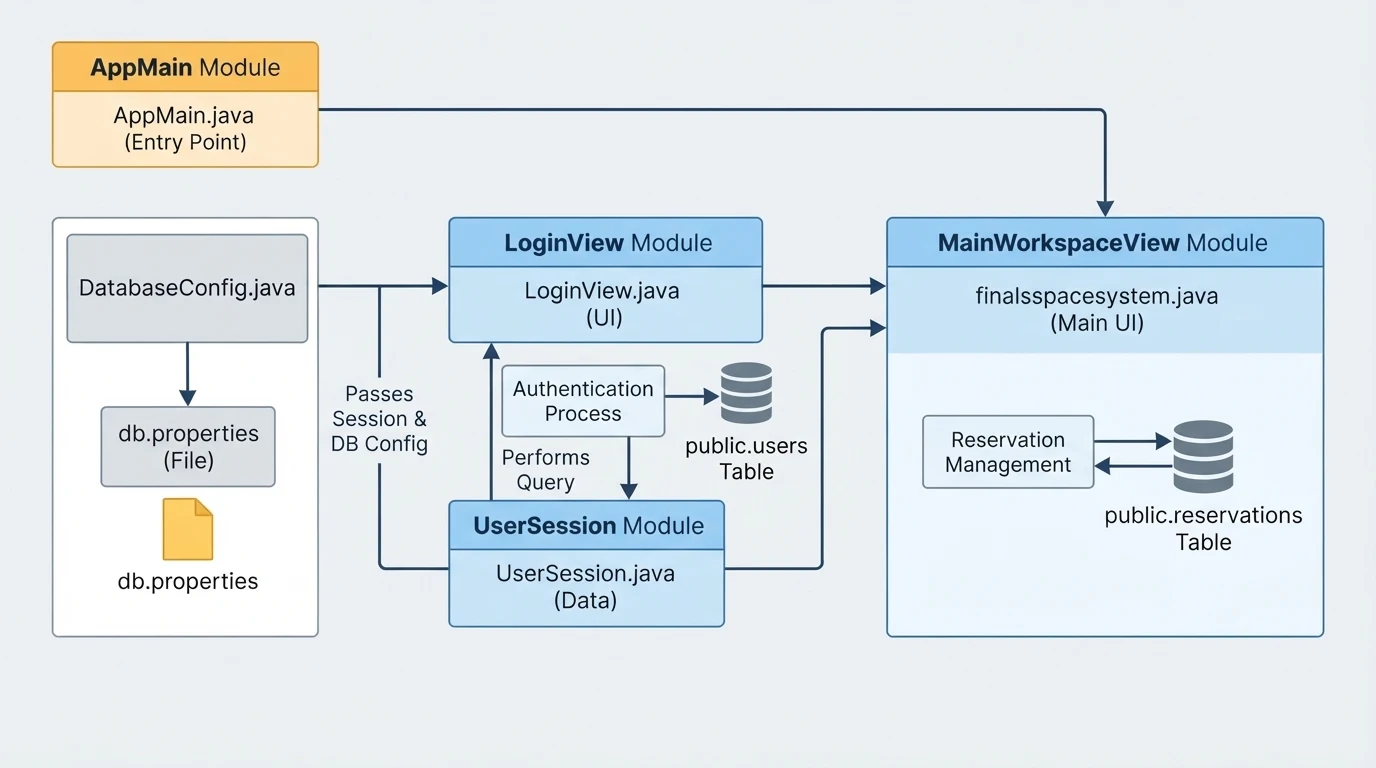 AppMain Module
AppMain.java
(Entry Point)
DatabaseConfig.java
db.properties
(File)
db.properties
Passes
Session &
DB Config
LoginView Module
LoginView.java
(UI)
Authentication
Process
public.users
Table
Performs
Query
UserSession Module
UserSession.java
(Data)
MainWorkspaceView Module
finalsspacesystem.java
(Main UI)
Reservation
Management
public.reservations
Table